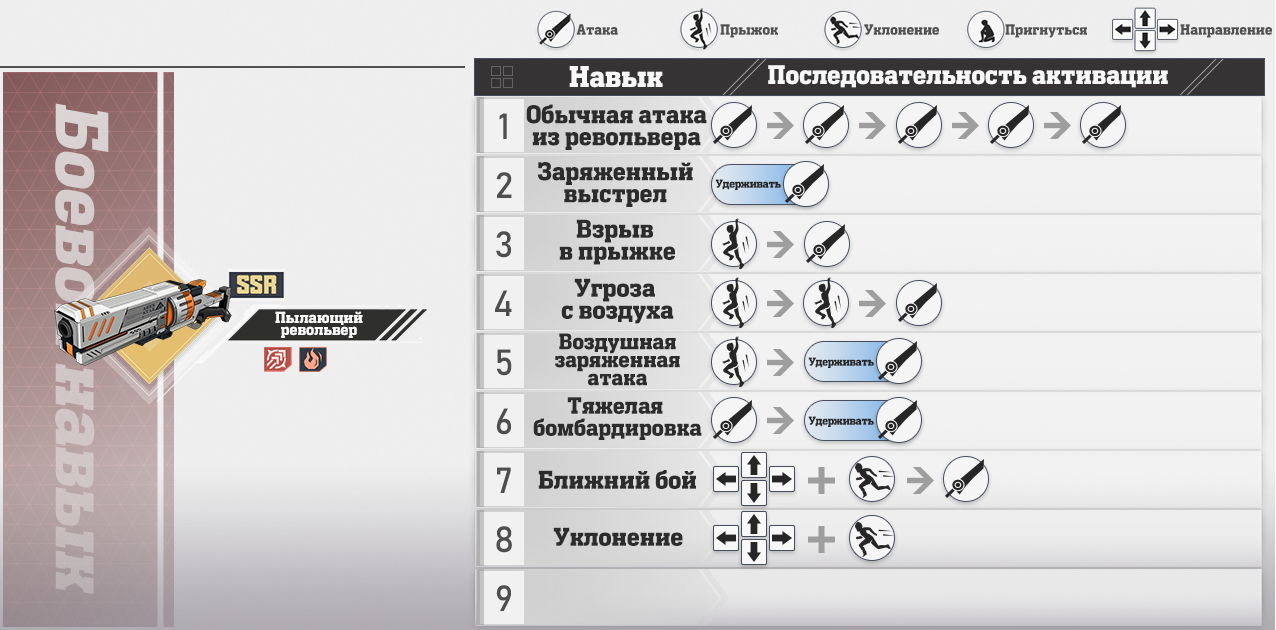 Атака
Прыжок
Уклонение
Пригнуться
Направление
Навык
Последовательность активации
Боевой навык
SSR
Пылающий
револьвер
1
Обычная атака
из револьвера
2
Заряженный
выстрел
Удерживать
3
Взрыв
в прыжке
4
Угроза
с воздуха
5
Воздушная
заряженная
атака
Удерживать
6
Тяжелая
бомбардировка
Удерживать
7
Ближний бой
8
Уклонение
9